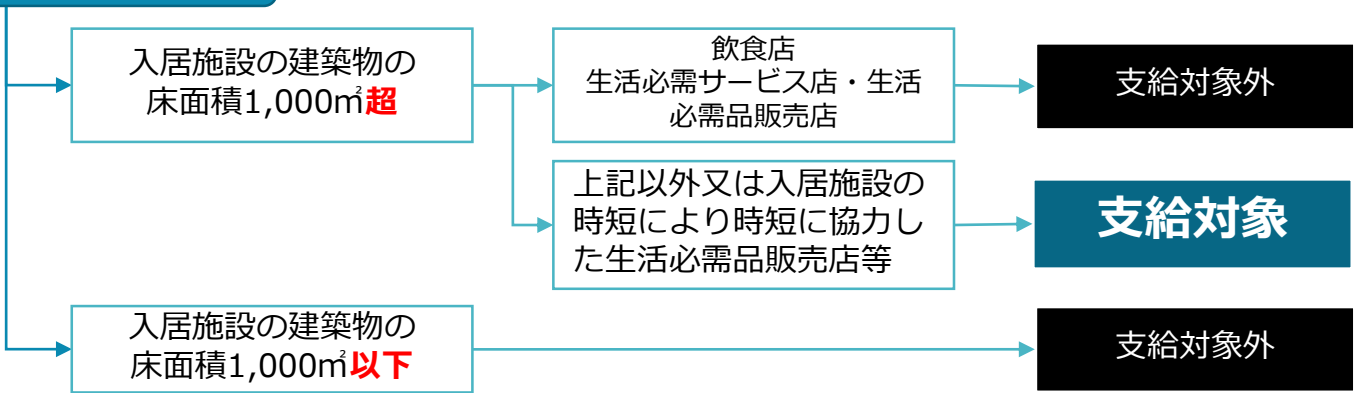 入居施設の建築物の
床面積1,000㎡超
飲食店
生活必需サービス店・生活
必需品販売店
支給対象外
上記以外又は入居施設の
時短により時短に協力し
た生活必需品販売店等
支給対象
入居施設の建築物の
床面積1,000㎡以下
支給対象外